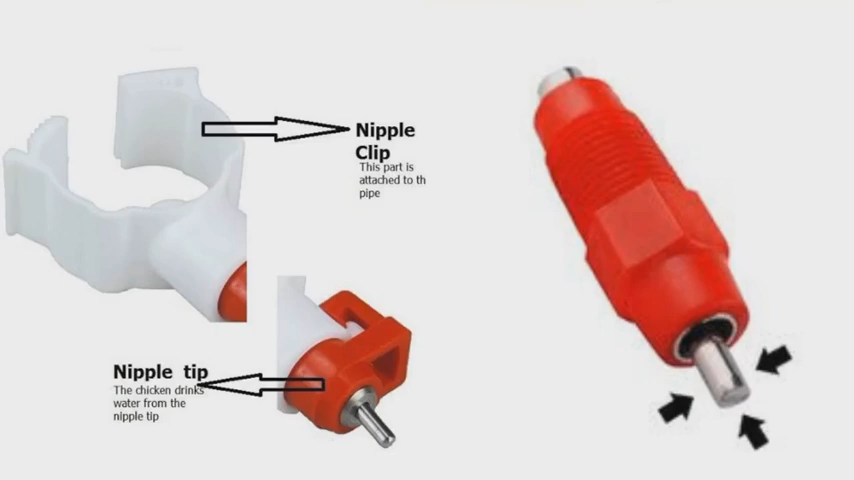 Nipple
Clip
This part is
attached to th
pipe
Nipple tip
The chicken drinks
water from the
nipple tip